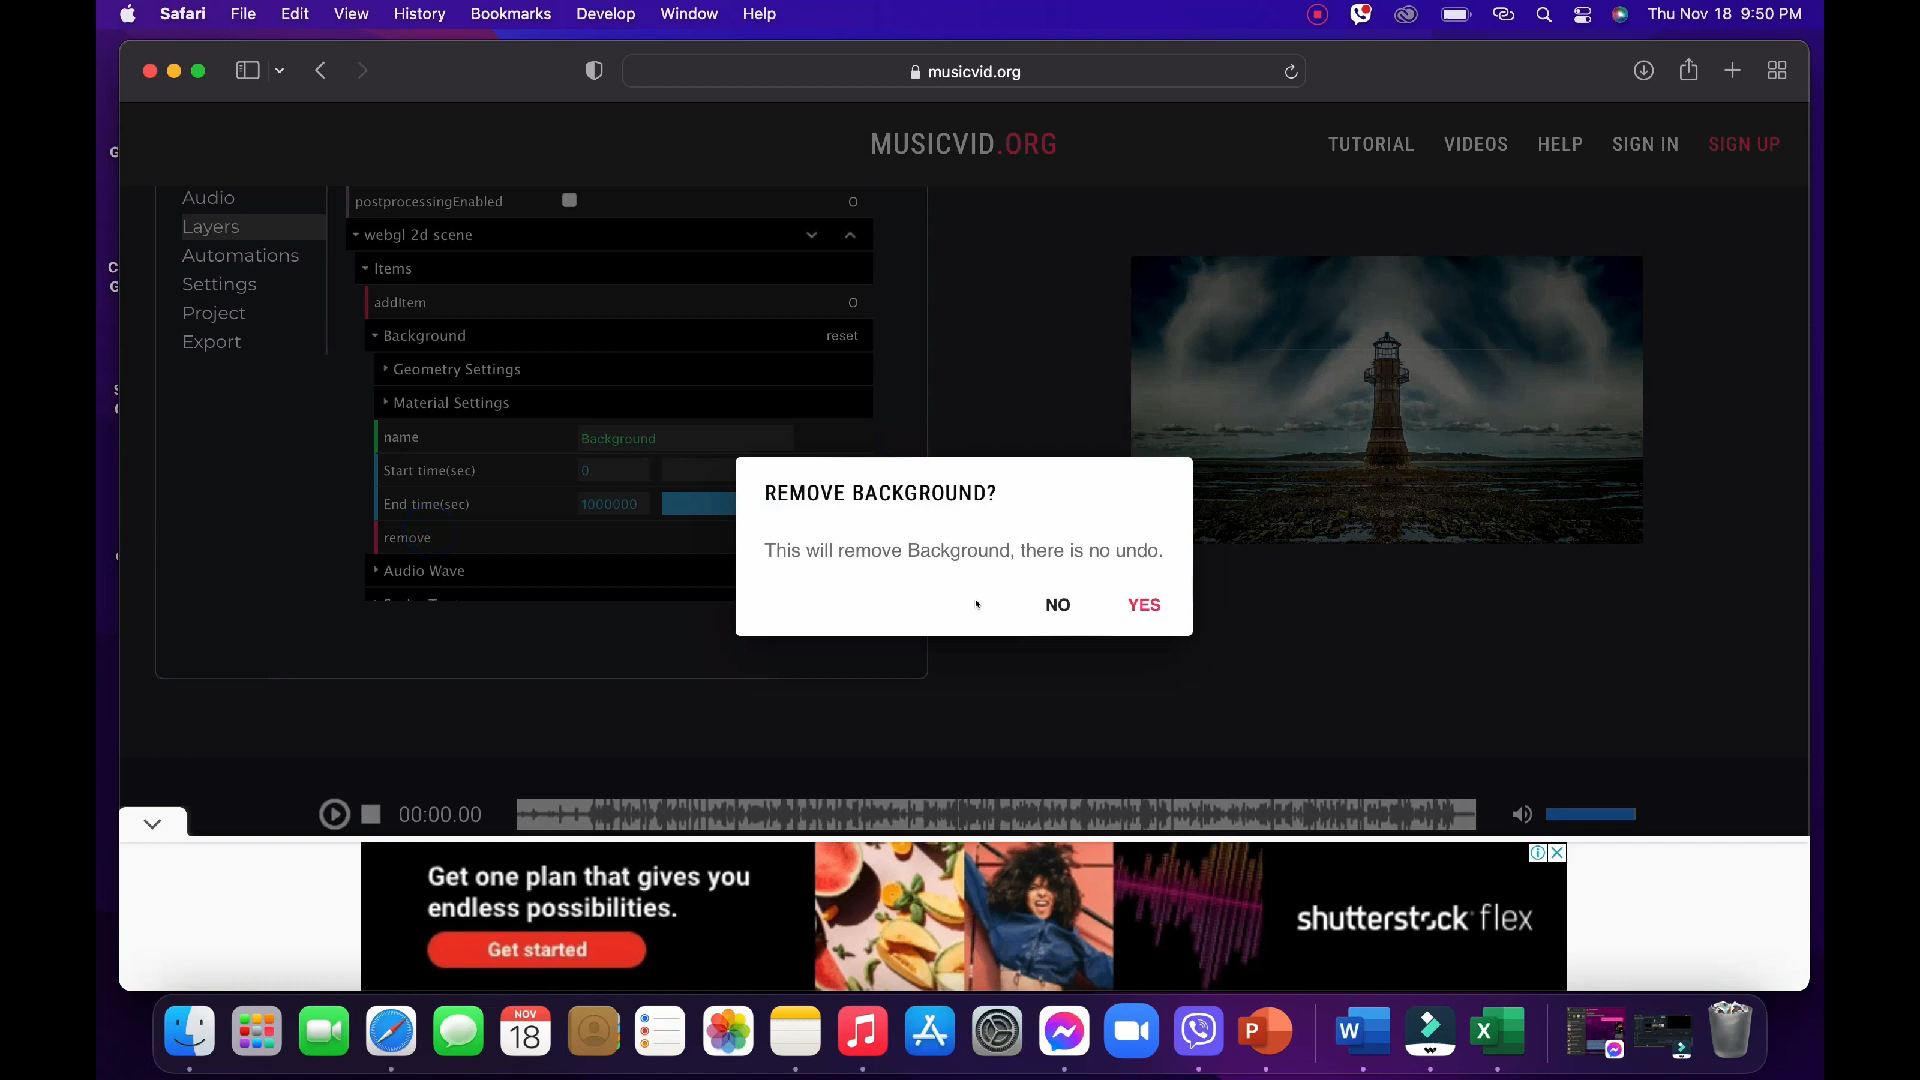 Safari File Edit View History Bookmarks Develop Window Help Thu Nov 18 9:50 PM
musicvid.org
MUSICVID.ORG TUTORIAL VIDEOS HELP SIGN IN SIGN UP
Audio
Layers
Automations
Settings
Project
Export
postprocessingEnabled
webgl 2d scene
Items
addItem
Background reset
Geometry Settings
Material Settings
name Background
Start time(sec) 0
End time(sec) 1000000
remove
Audio Wave
REMOVE BACKGROUND?
This will remove Background, there is no undo.
NO YES
00:00.00
Get one plan that gives you
endless possibilities.
Get started
shutterstock flex
NOV
18
P
W
X